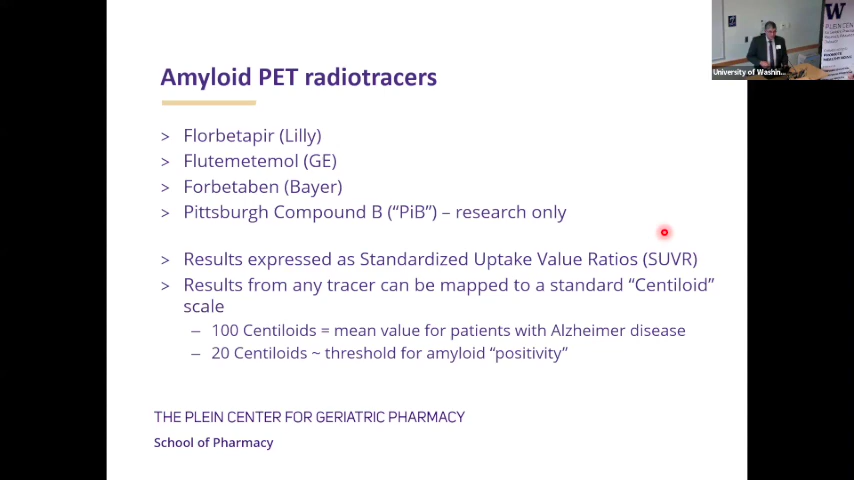 Amyloid PET radiotracers
> Florbetapir (Lilly)
> Flutemetemol (GE)
> Forbetaben (Bayer)
> Pittsburgh Compound B (“PiB”) – research only
> Results expressed as Standardized Uptake Value Ratios (SUVR)
> Results from any tracer can be mapped to a standard “Centiloid”
scale
– 100 Centiloids = mean value for patients with Alzheimer disease
– 20 Centiloids ~ threshold for amyloid “positivity”
THE PLEIN CENTER FOR GERIATRIC PHARMACY
School of Pharmacy
W
University of Washin...